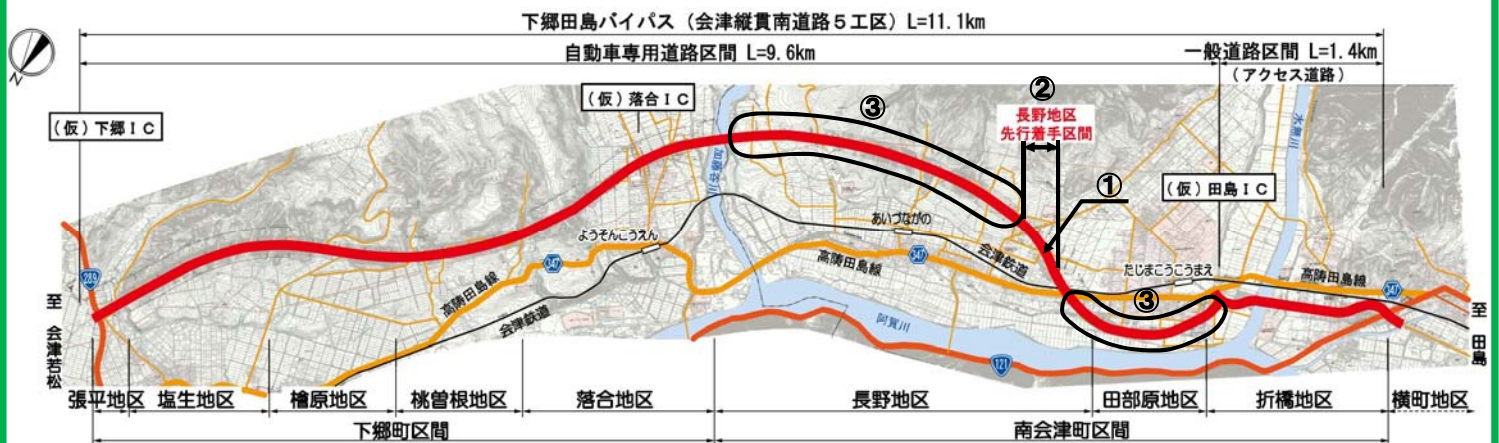 下郷田島バイパス（会津縦貫南道路５工区）L=11.1km
自動車専用道路区間 L=9.6km
一般道路区間 L=1.4km
（アクセス道路）
N
（仮）下郷ＩＣ
（仮）落合ＩＣ
③
②
長野地区
先行着手区間
①
（仮）田島ＩＣ
水無川
あいづながの
ようそんこうえん
会津鉄道
たじまこうこうまえ
高陦田島線
347
高陦田島線
347
高陦田島線
347
289
③
会津鉄道
阿賀川
121
至 会津若松
至 田島
張平地区
塩生地区
檜原地区
桃曽根地区
落合地区
長野地区
田部原地区
折橋地区
横町地区
下郷町区間
南会津町区間